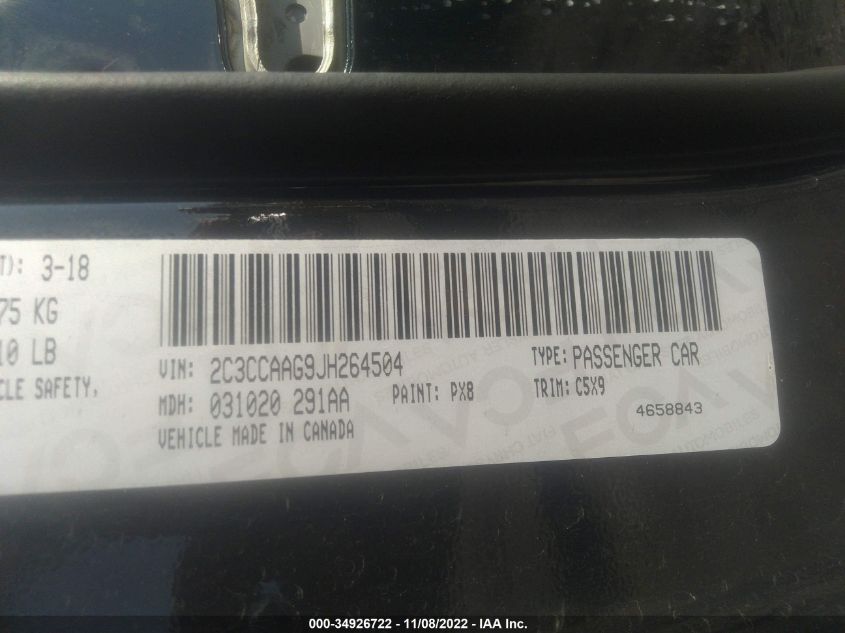 T): 3-18
75 KG
10 LB
CLE SAFETY,
VIN: 2C3CCAAG9JH264504
TYPE: PASSENGER CAR
MDH: 031020 291AA
PAINT: PX8
TRIM: C5X9
VEHICLE MADE IN CANADA
4658843
000-34926722 - 11/08/2022 - IAA Inc.